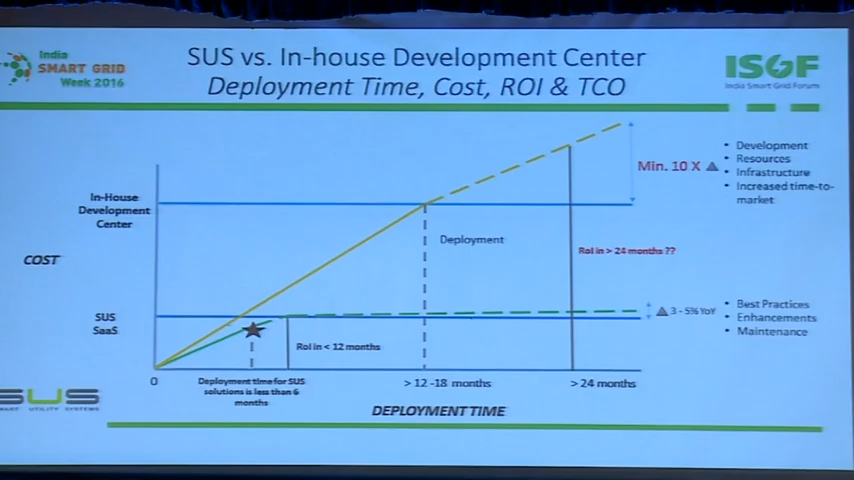 India
SMART GRID
Week 2016
SUS vs. In-house Development Center
Deployment Time, Cost, ROI & TCO
ISGF
India Smart Grid Forum
Min. 10 X
• Development
• Resources
• Infrastructure
• Increased time-to-
market
In-House
Development
Center
Deployment
COST
RoI in > 24 months ??
SUS
SaaS
3 - 5% YoY
• Best Practices
• Enhancements
• Maintenance
RoI in < 12 months
0
Deployment time for SUS
solutions is less than 6
months
> 12 -18 months
> 24 months
SUS
SMART UTILITY SYSTEMS
DEPLOYMENT TIME